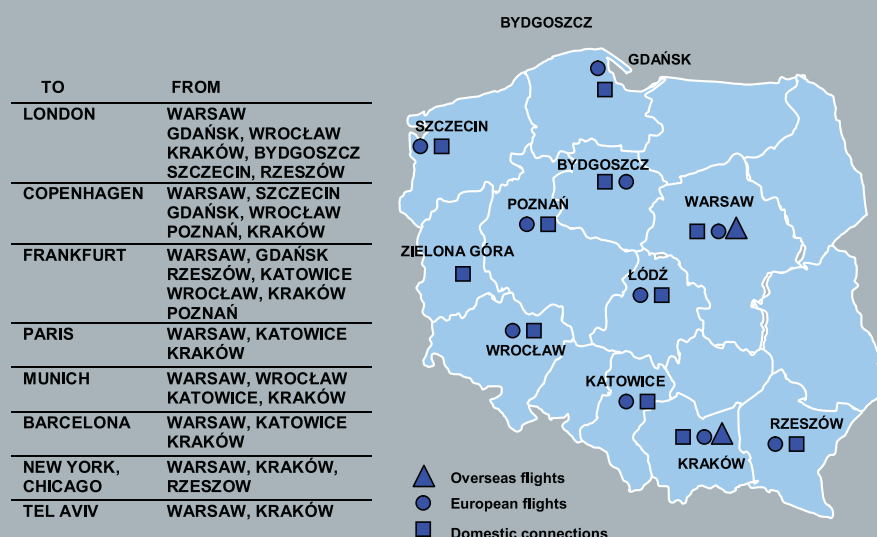 BYDGOSZCZ
TO FROM
LONDON WARSAW
GDAŃSK, WROCŁAW
KRAKÓW, BYDGOSZCZ
SZCZECIN, RZESZÓW
COPENHAGEN WARSAW, SZCZECIN
GDAŃSK, WROCŁAW
POZNAŃ, KRAKÓW
FRANKFURT WARSAW, GDAŃSK
RZESZÓW, KATOWICE
WROCŁAW, KRAKÓW
POZNAŃ
PARIS WARSAW, KATOWICE
KRAKÓW
MUNICH WARSAW, WROCŁAW
KATOWICE, KRAKÓW
BARCELONA WARSAW, KATOWICE
KRAKÓW
NEW YORK, WARSAW, KRAKÓW,
CHICAGO RZESZOW
TEL AVIV WARSAW, KRAKÓW
GDAŃSK
SZCZECIN
BYDGOSZCZ
POZNAŃ
WARSAW
ZIELONA GÓRA
ŁÓDŹ
WROCŁAW
KATOWICE
RZESZÓW
KRAKÓW
Overseas flights
European flights
Domestic connections